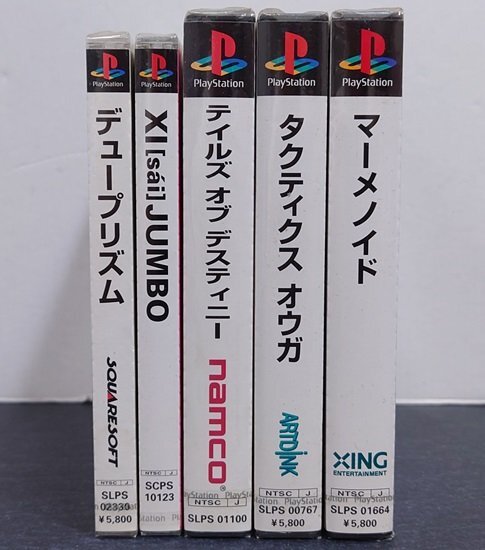 PlayStation
デュープリズム
SQUARESOFT
NTSC J
SLPS
02339
¥5,800
PlayStation
XI[sái]JUMBO
NTSC J
SCPS
10123
PlayStation
テイルズ オブ デスティニー
namco®
NTSC J
SLPS 01100
PlayStation
タクティクス オウガ
ARTDINK
NTSC J
SLPS 00767
¥5,800
PlayStation
マーメノイド
XING
ENTERTAINMENT
NTSC J
SLPS 01664
¥5,800